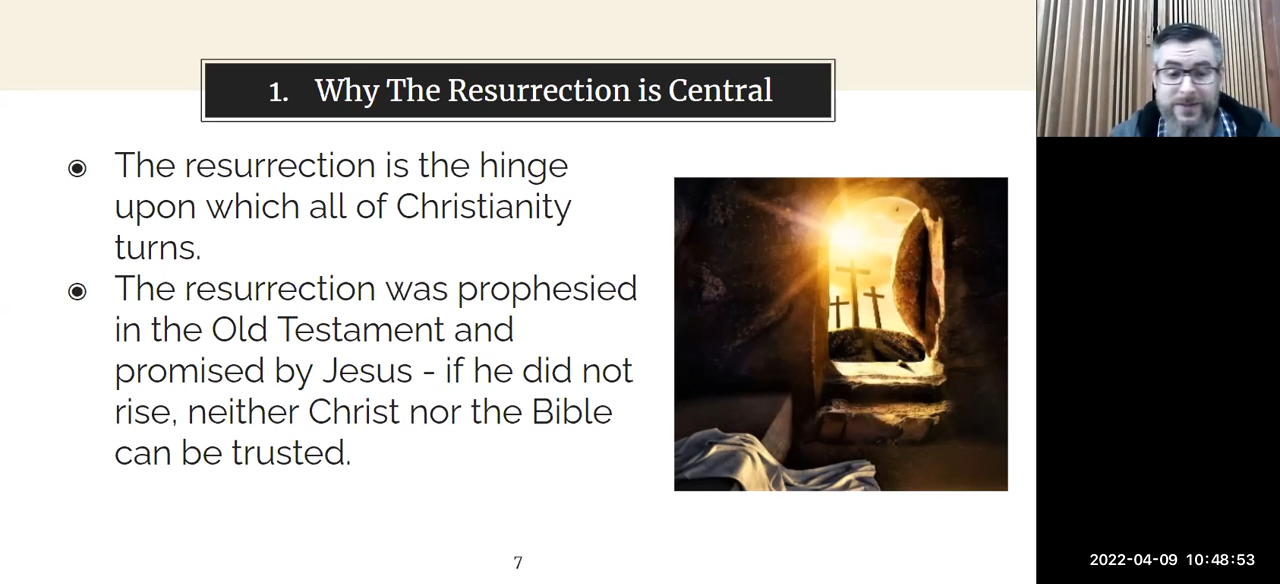 1. Why The Resurrection is Central
◉ The resurrection is the hinge
upon which all of Christianity
turns.
◉ The resurrection was prophesied
in the Old Testament and
promised by Jesus - if he did not
rise, neither Christ nor the Bible
can be trusted.
7
2022-04-09 10:48:53